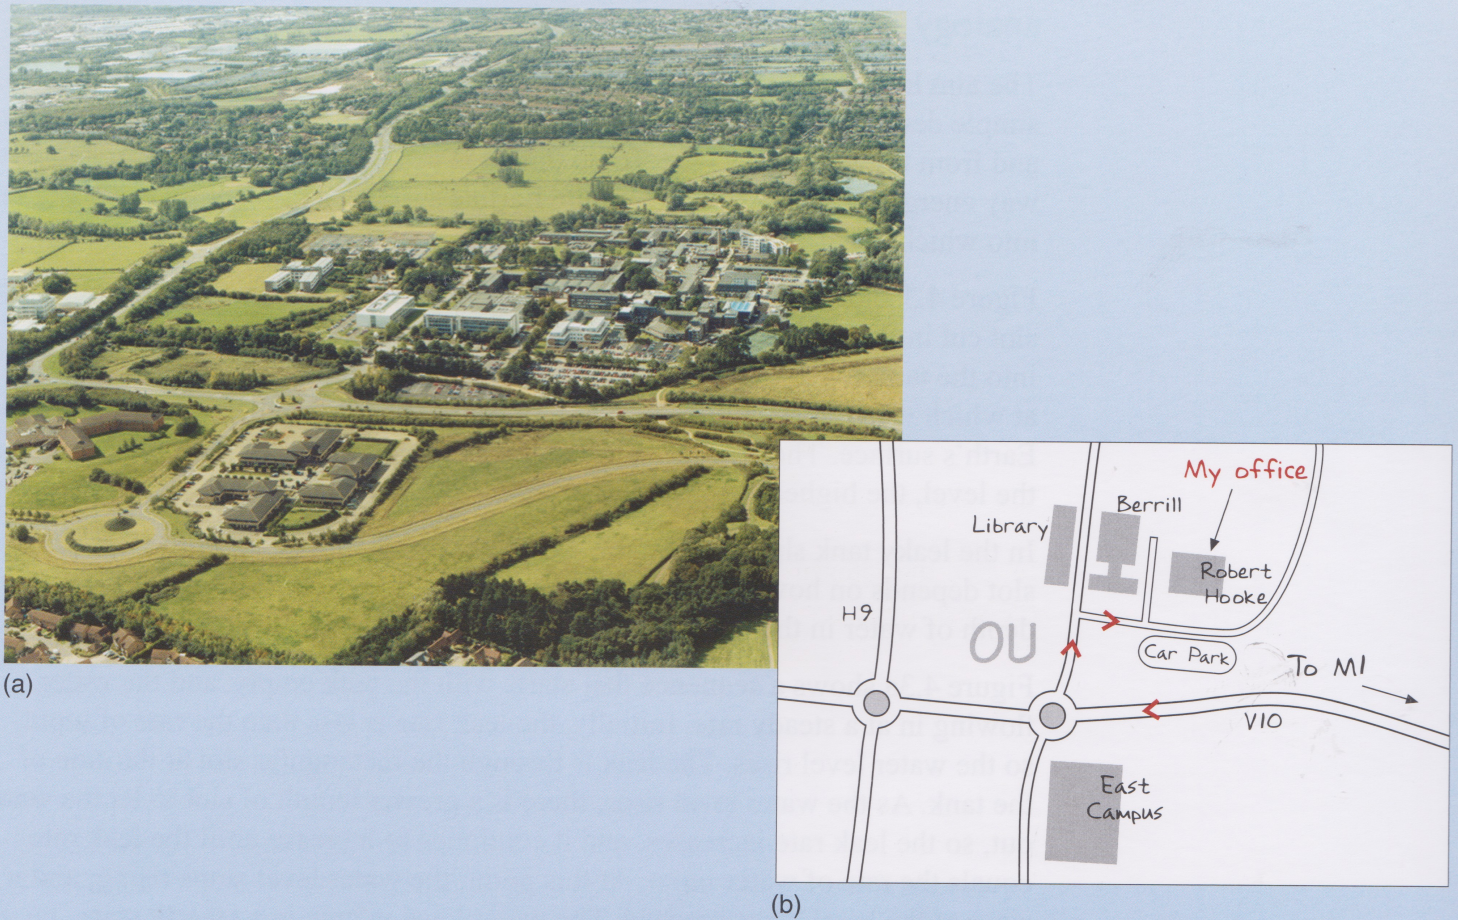 (a)
My office
Berrill
Library
Robert
Hooke
H9
OU
Car Park
To M1
V10
East
Campus
(b)